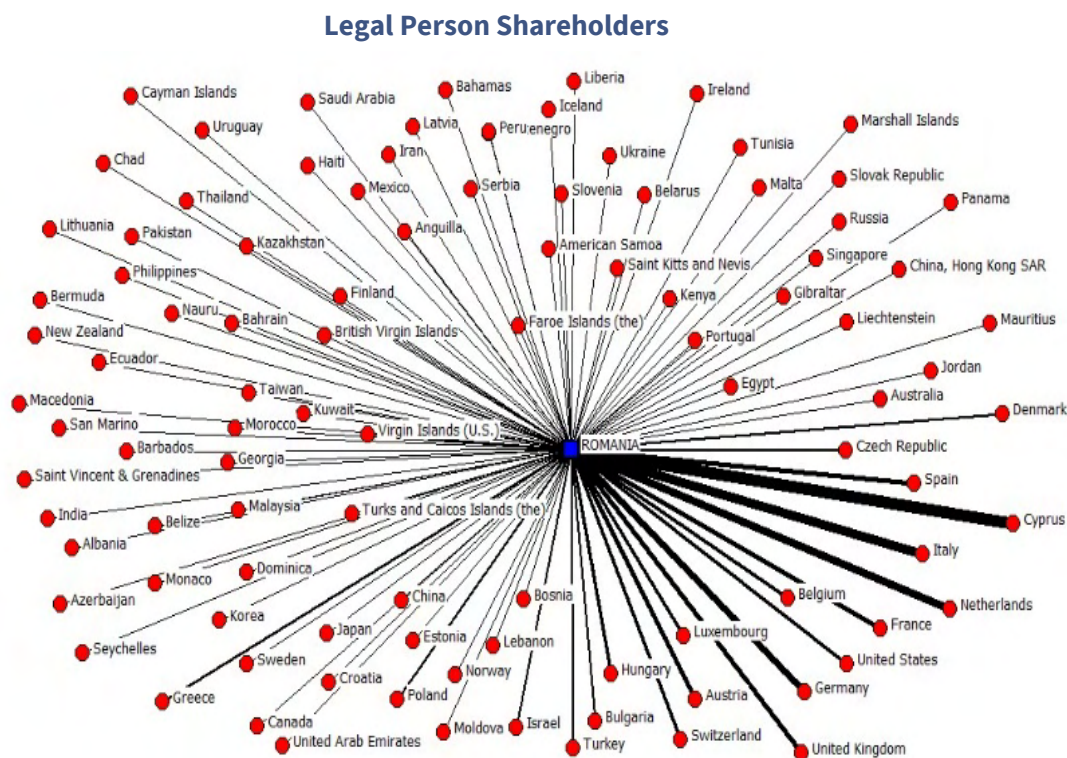 Legal Person Shareholders
Liberia
Bahamas
Ireland
Cayman Islands
Saudi Arabia
Iceland
Latvia
Marshall Islands
Uruguay
Peru:enegro
Tunisia
Iran
Ukraine
Chad
Haiti
Slovak Republic
Mexico
Serbia
Slovenia
Belarus
Malta
Thailand
Panama
Russia
Lithuania
Anguilla
Pakistan
Kazakhstan
American Samoa
Singapore
Saint Kitts and Nevis
China, Hong Kong SAR
Philippines
Finland
Kenya
Gibraltar
Bermuda
Nauru
Bahrain
Faroe Islands (the)
Liechtenstein
Mauritius
New Zealand
British Virgin Islands
Portugal
Ecuador
Jordan
Taiwan
Egypt
Australia
Macedonia
Kuwait
Denmark
San Marino
Morocco
Virgin Islands (U.S.)
ROMANIA
Czech Republic
Barbados
Georgia
Saint Vincent & Grenadines
Spain
India
Malaysia
Turks and Caicos Islands (the)
Cyprus
Belize
Albania
Italy
Monaco
Dominica
Azerbaijan
China
Bosnia
Belgium
Netherlands
Korea
Japan
Estonia
Lebanon
Luxembourg
France
Seychelles
Sweden
Norway
Hungary
United States
Greece
Croatia
Poland
Austria
Germany
Canada
Moldova
Israel
Bulgaria
Switzerland
United Arab Emirates
Turkey
United Kingdom